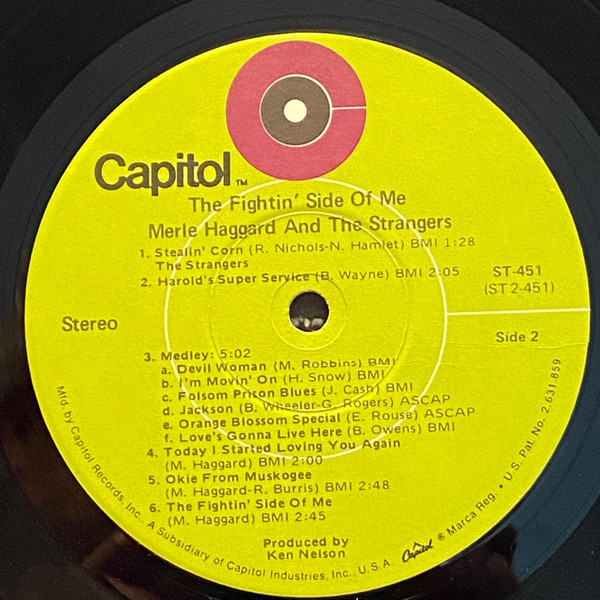 Capitol™
The Fightin' Side Of Me
Merle Haggard And The Strangers
1. Stealin' Corn (R. Nichols-N. Hamlet) BMI 1:28
The Strangers
2. Harold's Super Service (B. Wayne) BMI 2:05
ST-451
(ST2-451)
Stereo
Side 2
3. Medley: 5:02
a. Devil Woman (M. Robbins) BMI
b. I'm Movin' On (H. Snow) BMI
c. Folsom Prison Blues (J. Cash) BMI
d. Jackson (B. Wheeler-G. Rogers) ASCAP
e. Orange Blossom Special (E. Rouse) ASCAP
f. Love's Gonna Live Here (B. Owens) BMI
4. Today I Started Loving You Again
(M. Haggard) BMI 2:00
5. Okie From Muskogee
(M. Haggard-R. Burris) BMI 2:48
6. The Fightin' Side Of Me
(M. Haggard) BMI 2:45
Produced by
Ken Nelson
Mfd. by Capitol Records, Inc. A Subsidiary of Capitol Industries, Inc., U.S.A. Capitol ® Marca Reg. • U.S. Pat. No. 2,631,859